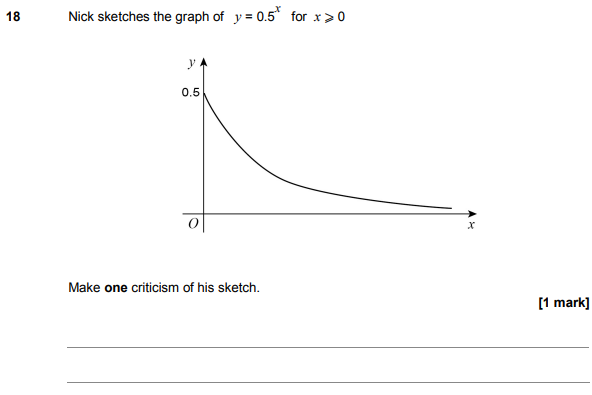 18 Nick sketches the graph of y = 0.5ˣ for x ⩾ 0
y
0.5
O
x
Make one criticism of his sketch.
[1 mark]